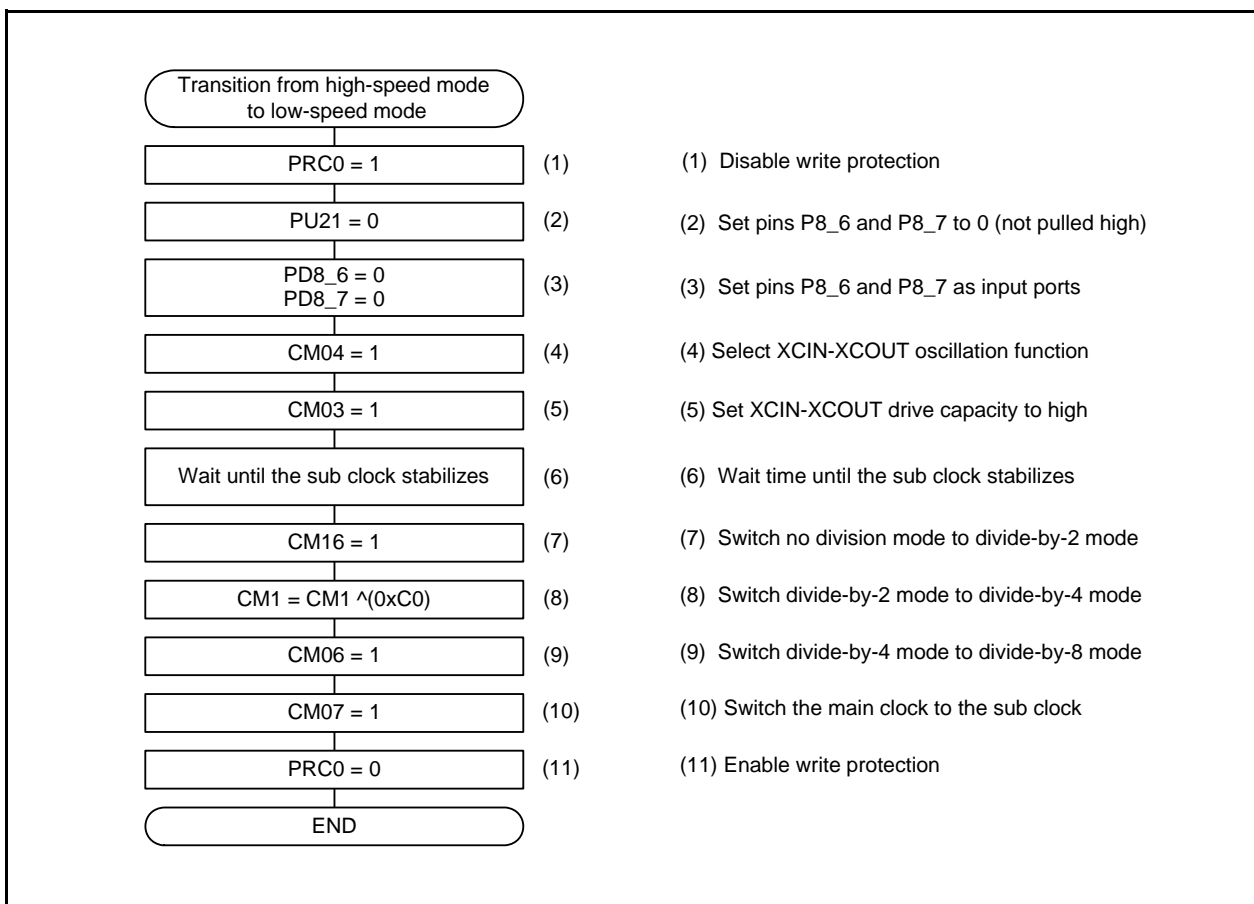 Transition from high-speed mode
to low-speed mode
PRC0 = 1
(1)
(1) Disable write protection
PU21 = 0
(2)
(2) Set pins P8_6 and P8_7 to 0 (not pulled high)
PD8_6 = 0
PD8_7 = 0
(3)
(3) Set pins P8_6 and P8_7 as input ports
CM04 = 1
(4)
(4) Select XCIN-XCOUT oscillation function
CM03 = 1
(5)
(5) Set XCIN-XCOUT drive capacity to high
Wait until the sub clock stabilizes
(6)
(6) Wait time until the sub clock stabilizes
CM16 = 1
(7)
(7) Switch no division mode to divide-by-2 mode
CM1 = CM1 ^(0xC0)
(8)
(8) Switch divide-by-2 mode to divide-by-4 mode
CM06 = 1
(9)
(9) Switch divide-by-4 mode to divide-by-8 mode
CM07 = 1
(10)
(10) Switch the main clock to the sub clock
PRC0 = 0
(11)
(11) Enable write protection
END